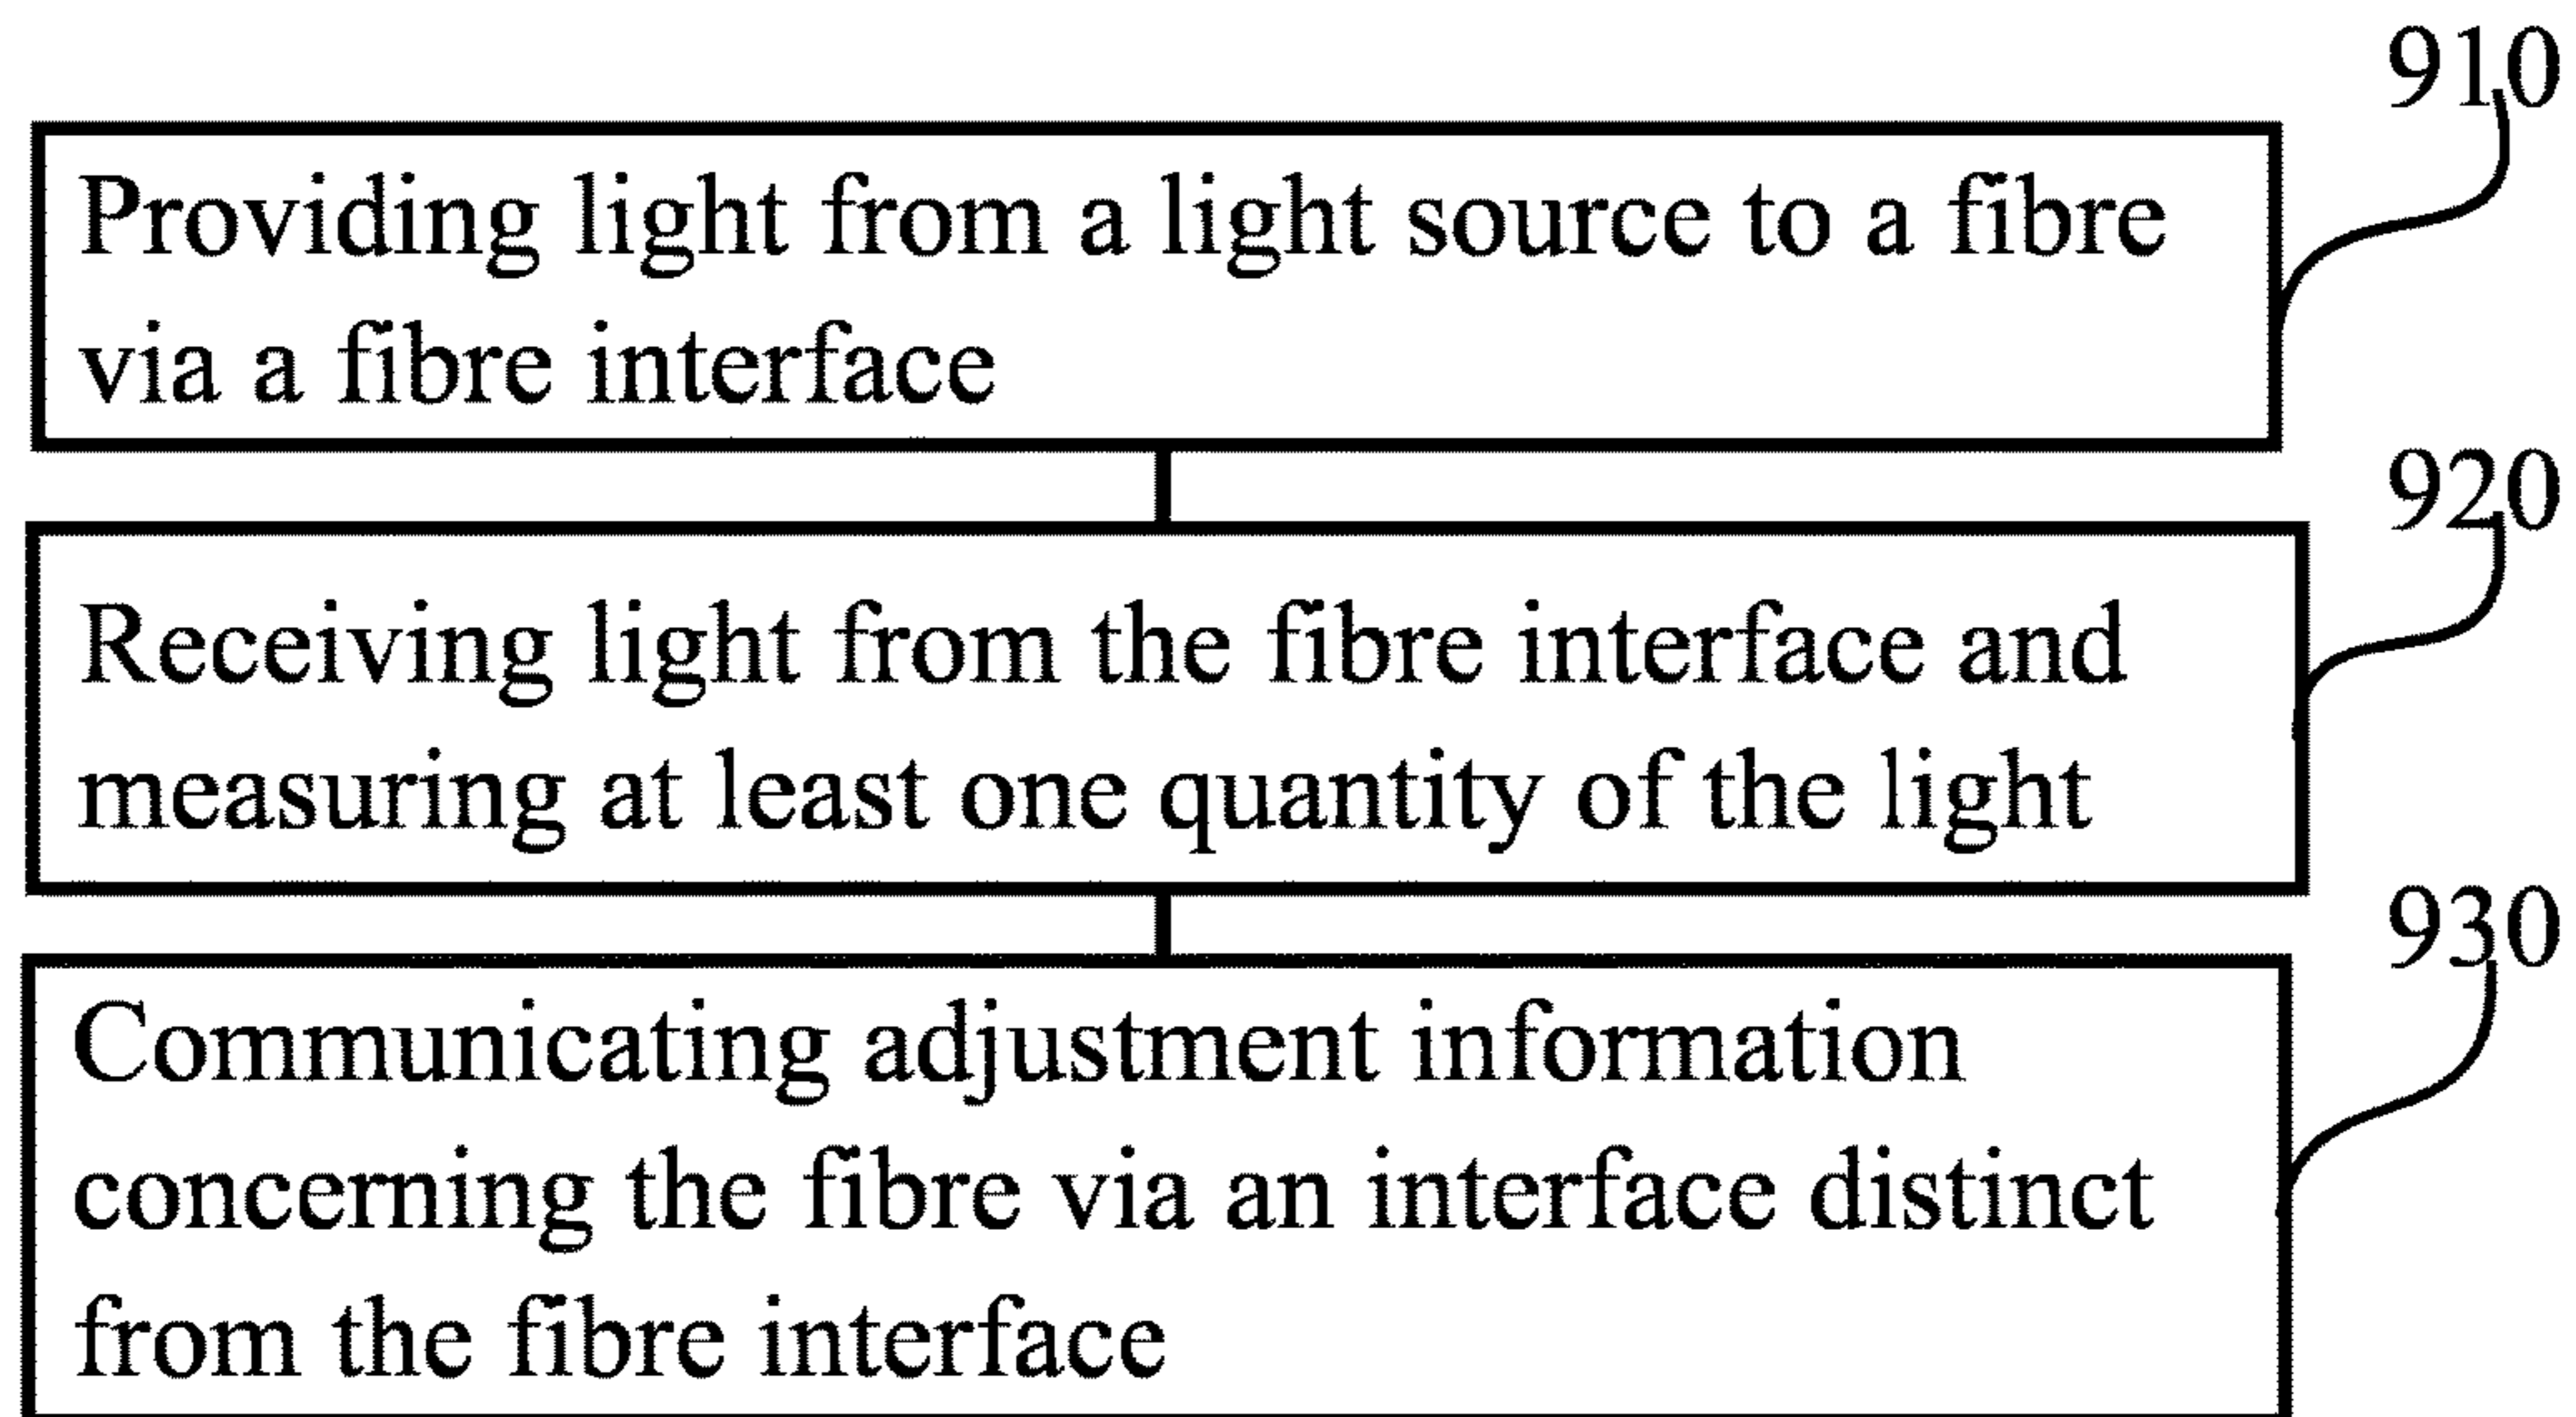 910
Providing light from a light source to a fibre
via a fibre interface
920
Receiving light from the fibre interface and
measuring at least one quantity of the light
930
Communicating adjustment information
concerning the fibre via an interface distinct
from the fibre interface